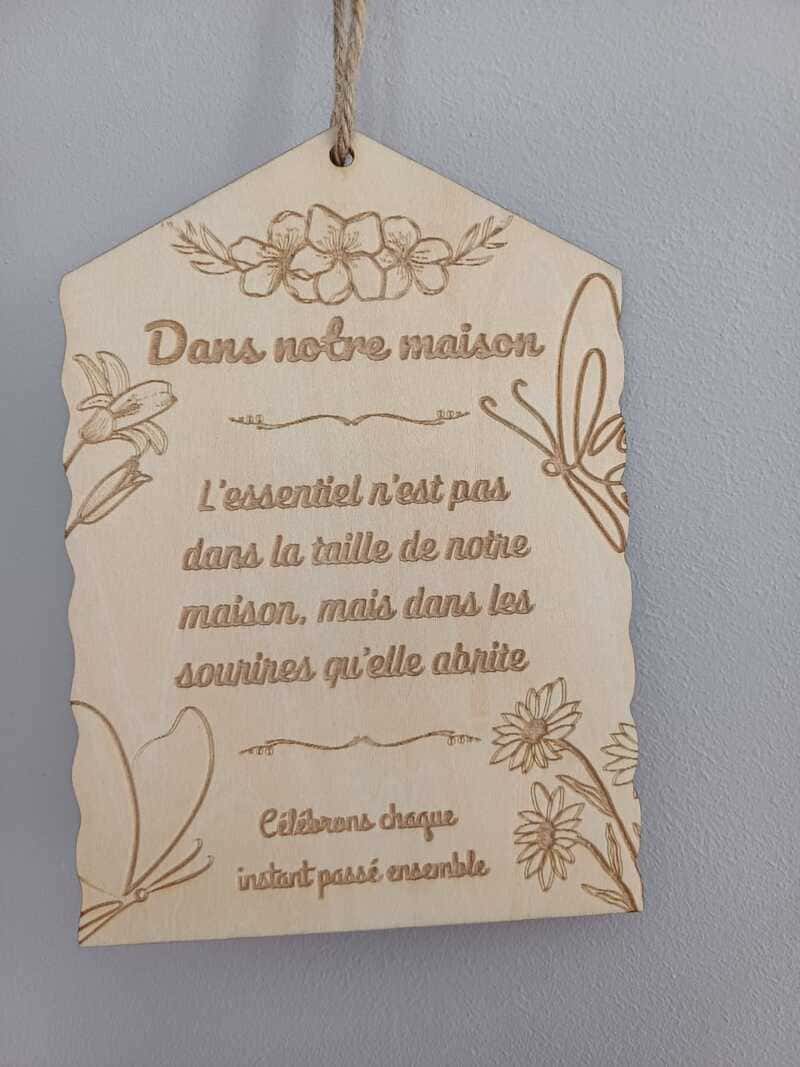 Dans notre maison
L'essentiel n'est pas
dans la taille de notre
maison, mais dans les
sourires qu'elle abrite
Célébrons chaque
instant passé ensemble